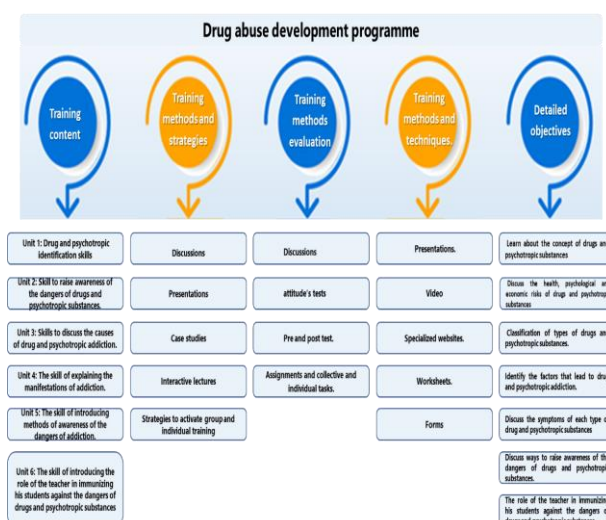 Drug abuse development programme
Training
content
Training
methods and
strategies
Training
methods
evaluation
Training
methods and
techniques.
Detailed
objectives
Unit 1: Drug and psychotropic
identification skills
Unit 2: Skill to raise awareness of
the dangers of drugs and
psychotropic substances.
Unit 3: Skills to discuss the causes
of drug and psychotropic addiction.
Unit 4: The skill of explaining the
manifestations of addiction.
Unit 5: The skill of introducing
methods of awareness of the
dangers of addiction.
Unit 6: The skill of introducing the
role of the teacher in immunizing
his students against the dangers of
drugs and psychotropic substances
Discussions
Presentations
Case studies
Interactive lectures
Strategies to activate group and
individual training
Discussions
attitude's tests
Pre and post test.
Assignments and collective and
individual tasks.
Presentations.
Video
Specialized websites.
Worksheets.
Forms
Learn about the concept of drugs an
psychotropic substances
Discuss the health, psychological an
economic risks of drugs and psychotrop
substances
Classification of types of drugs an
psychotropic substances.
Identify the factors that lead to dru
and psychotropic addiction.
Discuss the symptoms of each type o
drug and psychotropic substances
Discuss ways to raise awareness of th
dangers of drugs and psychotropic
substances.
The role of the teacher in immunizin
his students against the dangers o